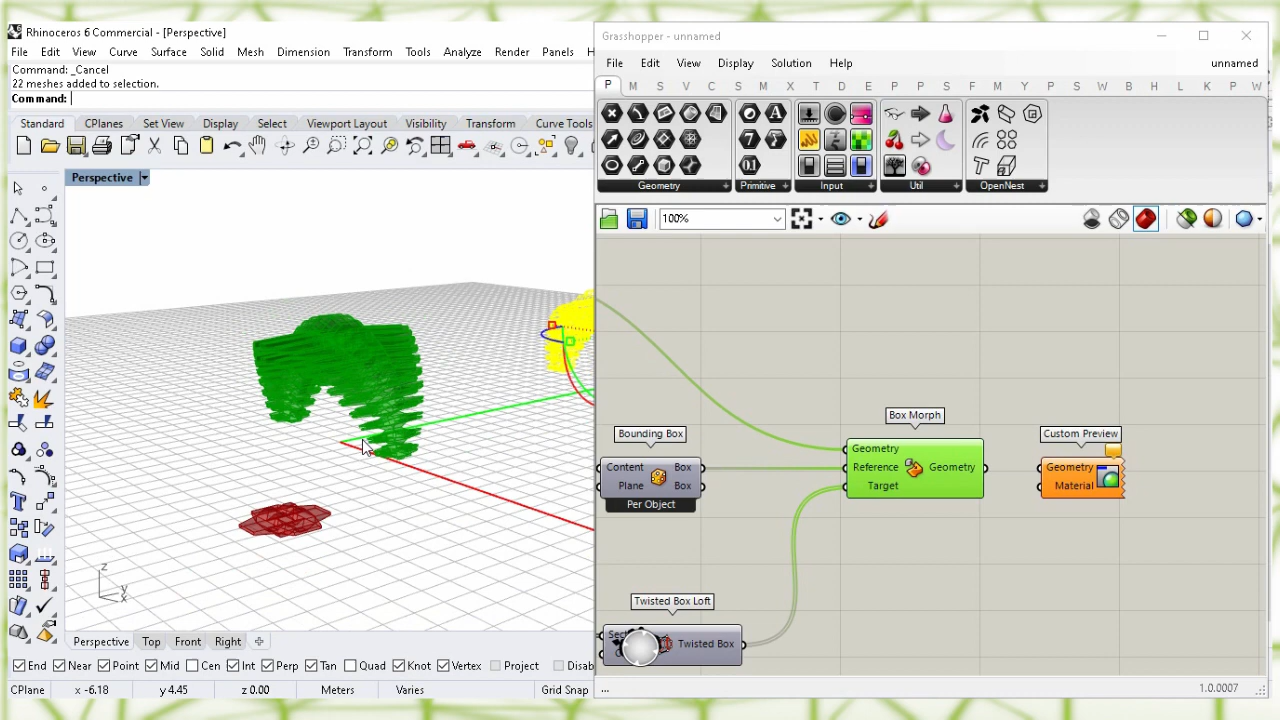 Rhinoceros 6 Commercial - [Perspective]
File Edit View Curve Surface Solid Mesh Dimension Transform Tools Analyze Render Panels H
Command: _Cancel
22 meshes added to selection.
Command:
Standard CPlanes Set View Display Select Viewport Layout Visibility Transform Curve Tools
Perspective
z
y
x
Perspective Top Front Right
End Near Point Mid Cen Int Perp Tan Quad Knot Vertex Project Disab
CPlane x -6.18 y 4.45 z 0.00 Meters Varies Grid Snap
Grasshopper - unnamed
File Edit View Display Solution Help unnamed
P M S V C I S M X T D E P P S M Y X S W B H L K P W
A
7
0.1
Geometry Primitive Input Util OpenNest
100%
Box Morph
Bounding Box
Custom Preview
Geometry
Content Box
Reference Geometry
Geometry
Plane Box
Target
Material
Per Object
Twisted Box Loft
Twisted Box
... 1.0.0007